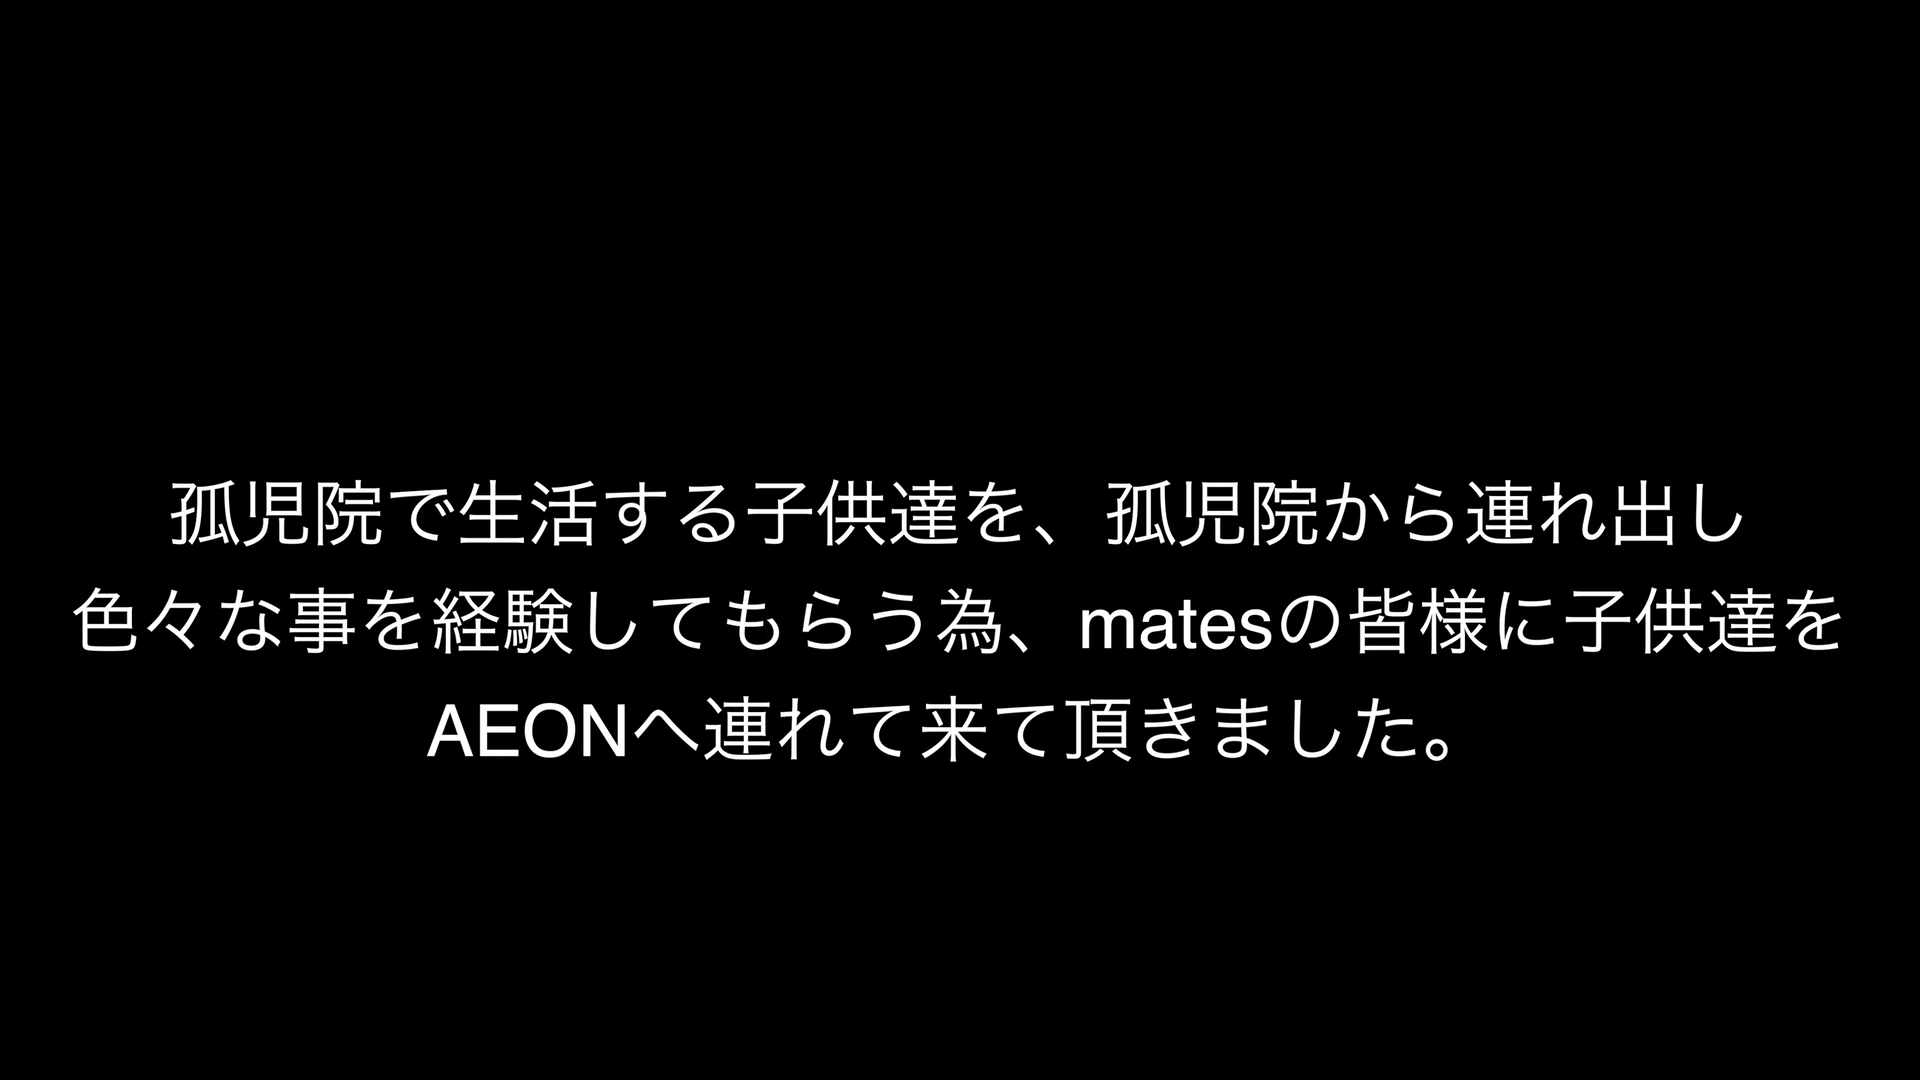 孤児院で生活する子供達を、孤児院から連れ出し
色々な事を経験してもらう為、matesの皆様に子供達を
AEONへ連れて来て頂きました。